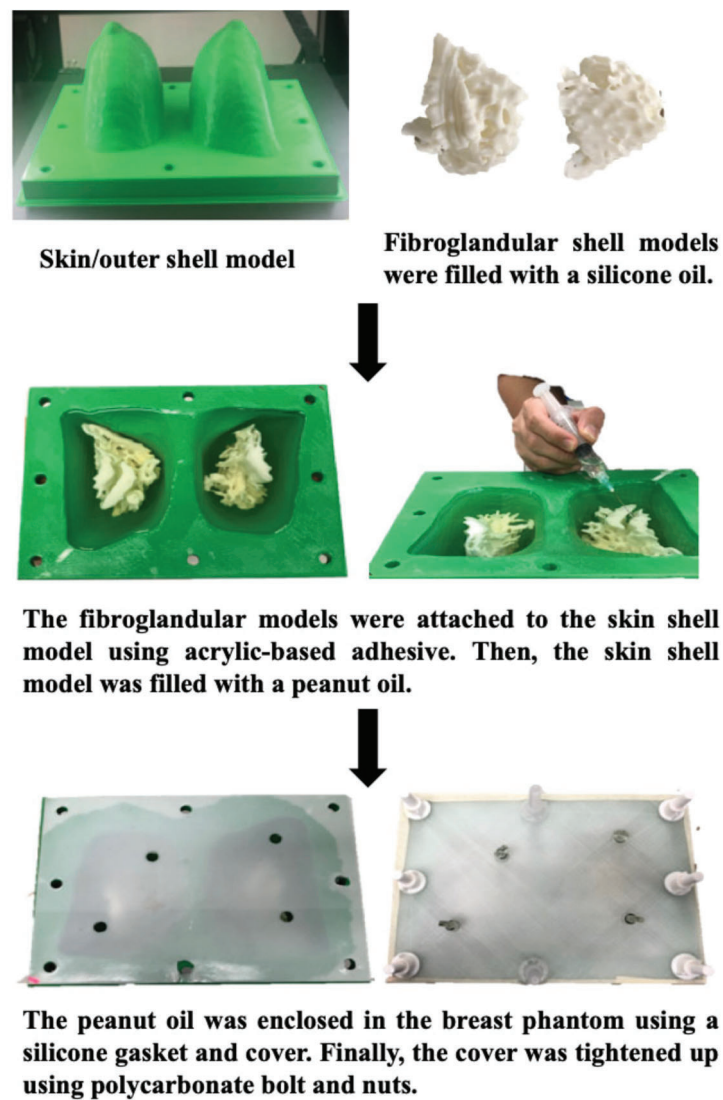 Skin/outer shell model
Fibroglandular shell models
were filled with a silicone oil.
The fibroglandular models were attached to the skin shell
model using acrylic-based adhesive. Then, the skin shell
model was filled with a peanut oil.
The peanut oil was enclosed in the breast phantom using a
silicone gasket and cover. Finally, the cover was tightened up
using polycarbonate bolt and nuts.